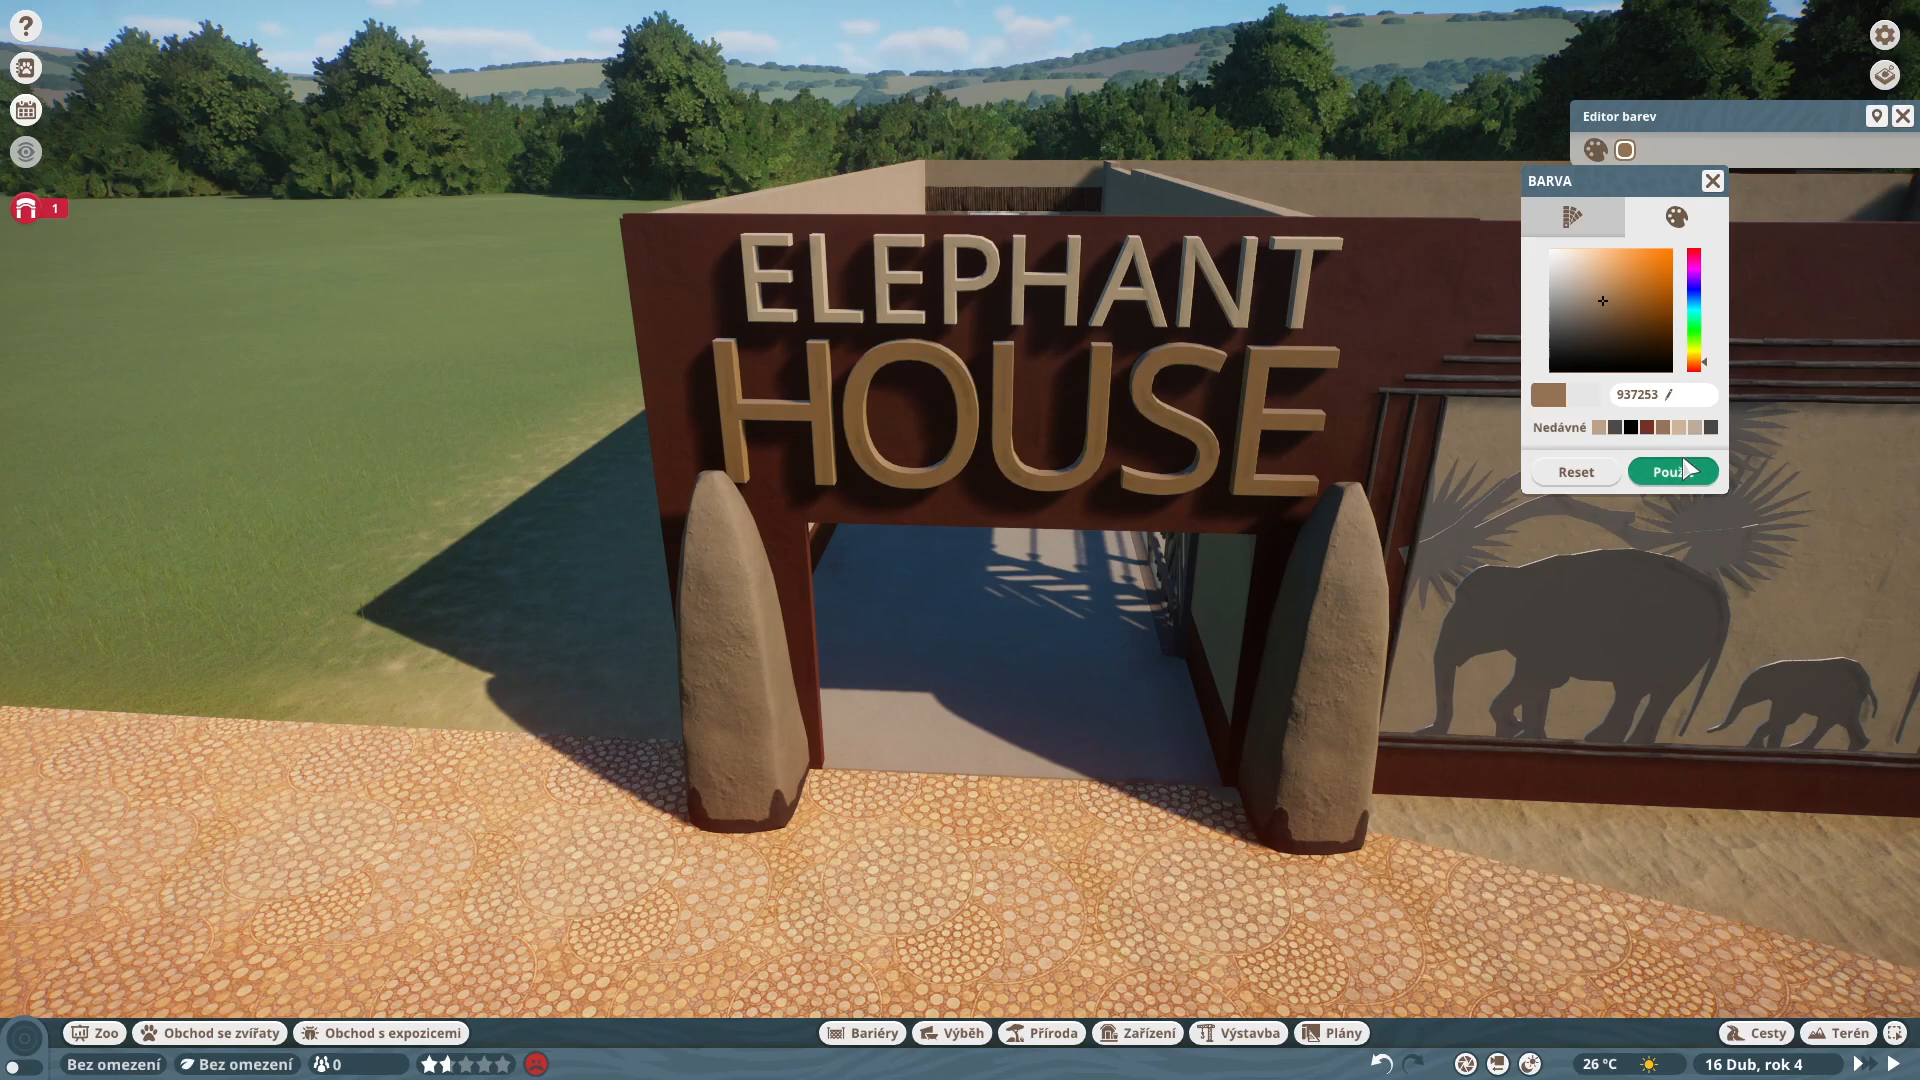 ?
Editor barev
1
BARVA
ELEPHANT
HOUSE
937253
Nedávné
Reset
Zoo
Obchod se zvířaty
Obchod s expozicemi
Bariéry
Výběh
Příroda
Zařízení
Výstavba
Plány
Cesty
Terén
Bez omezení
Bez omezení
0
26 °C
16 Dub, rok 4